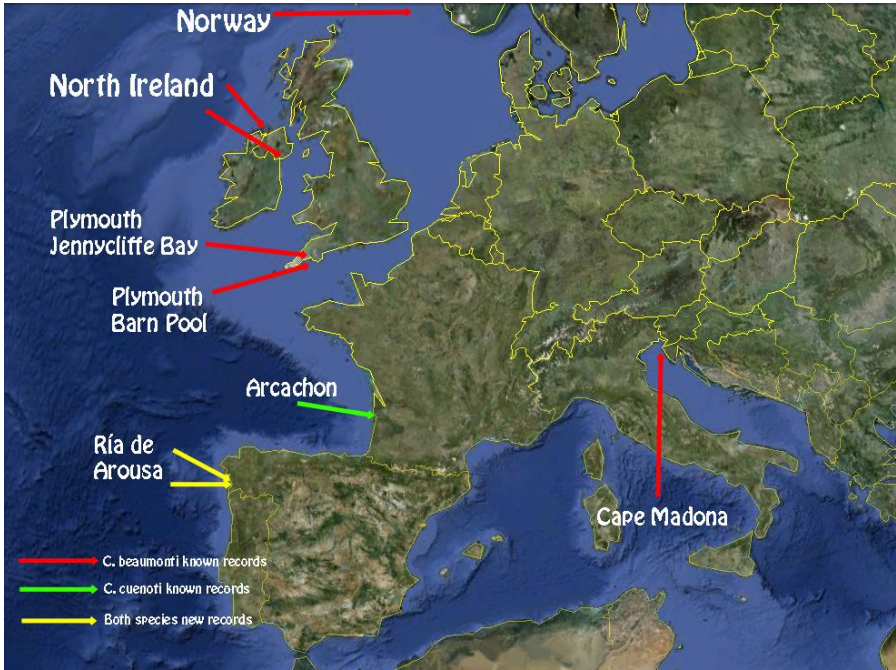 Norway
North Ireland
Plymouth
Jennycliffe Bay
Plymouth
Barn Pool
Arcachon
Ría de
Arousa
Cape Madona
C. beaumonti known records
C. cuenoti known records
Both species new records